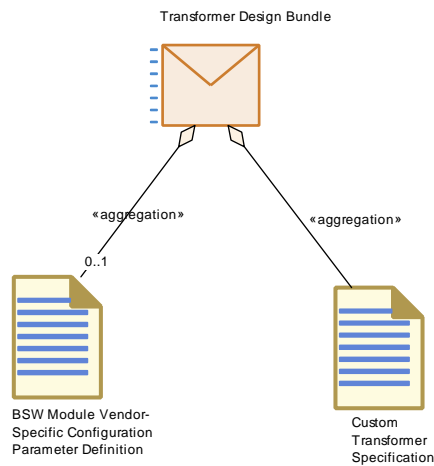 Transformer Design Bundle
«aggregation»
«aggregation»
0..1
BSW Module Vendor-
Specific Configuration
Parameter Definition
Custom
Transformer
Specification